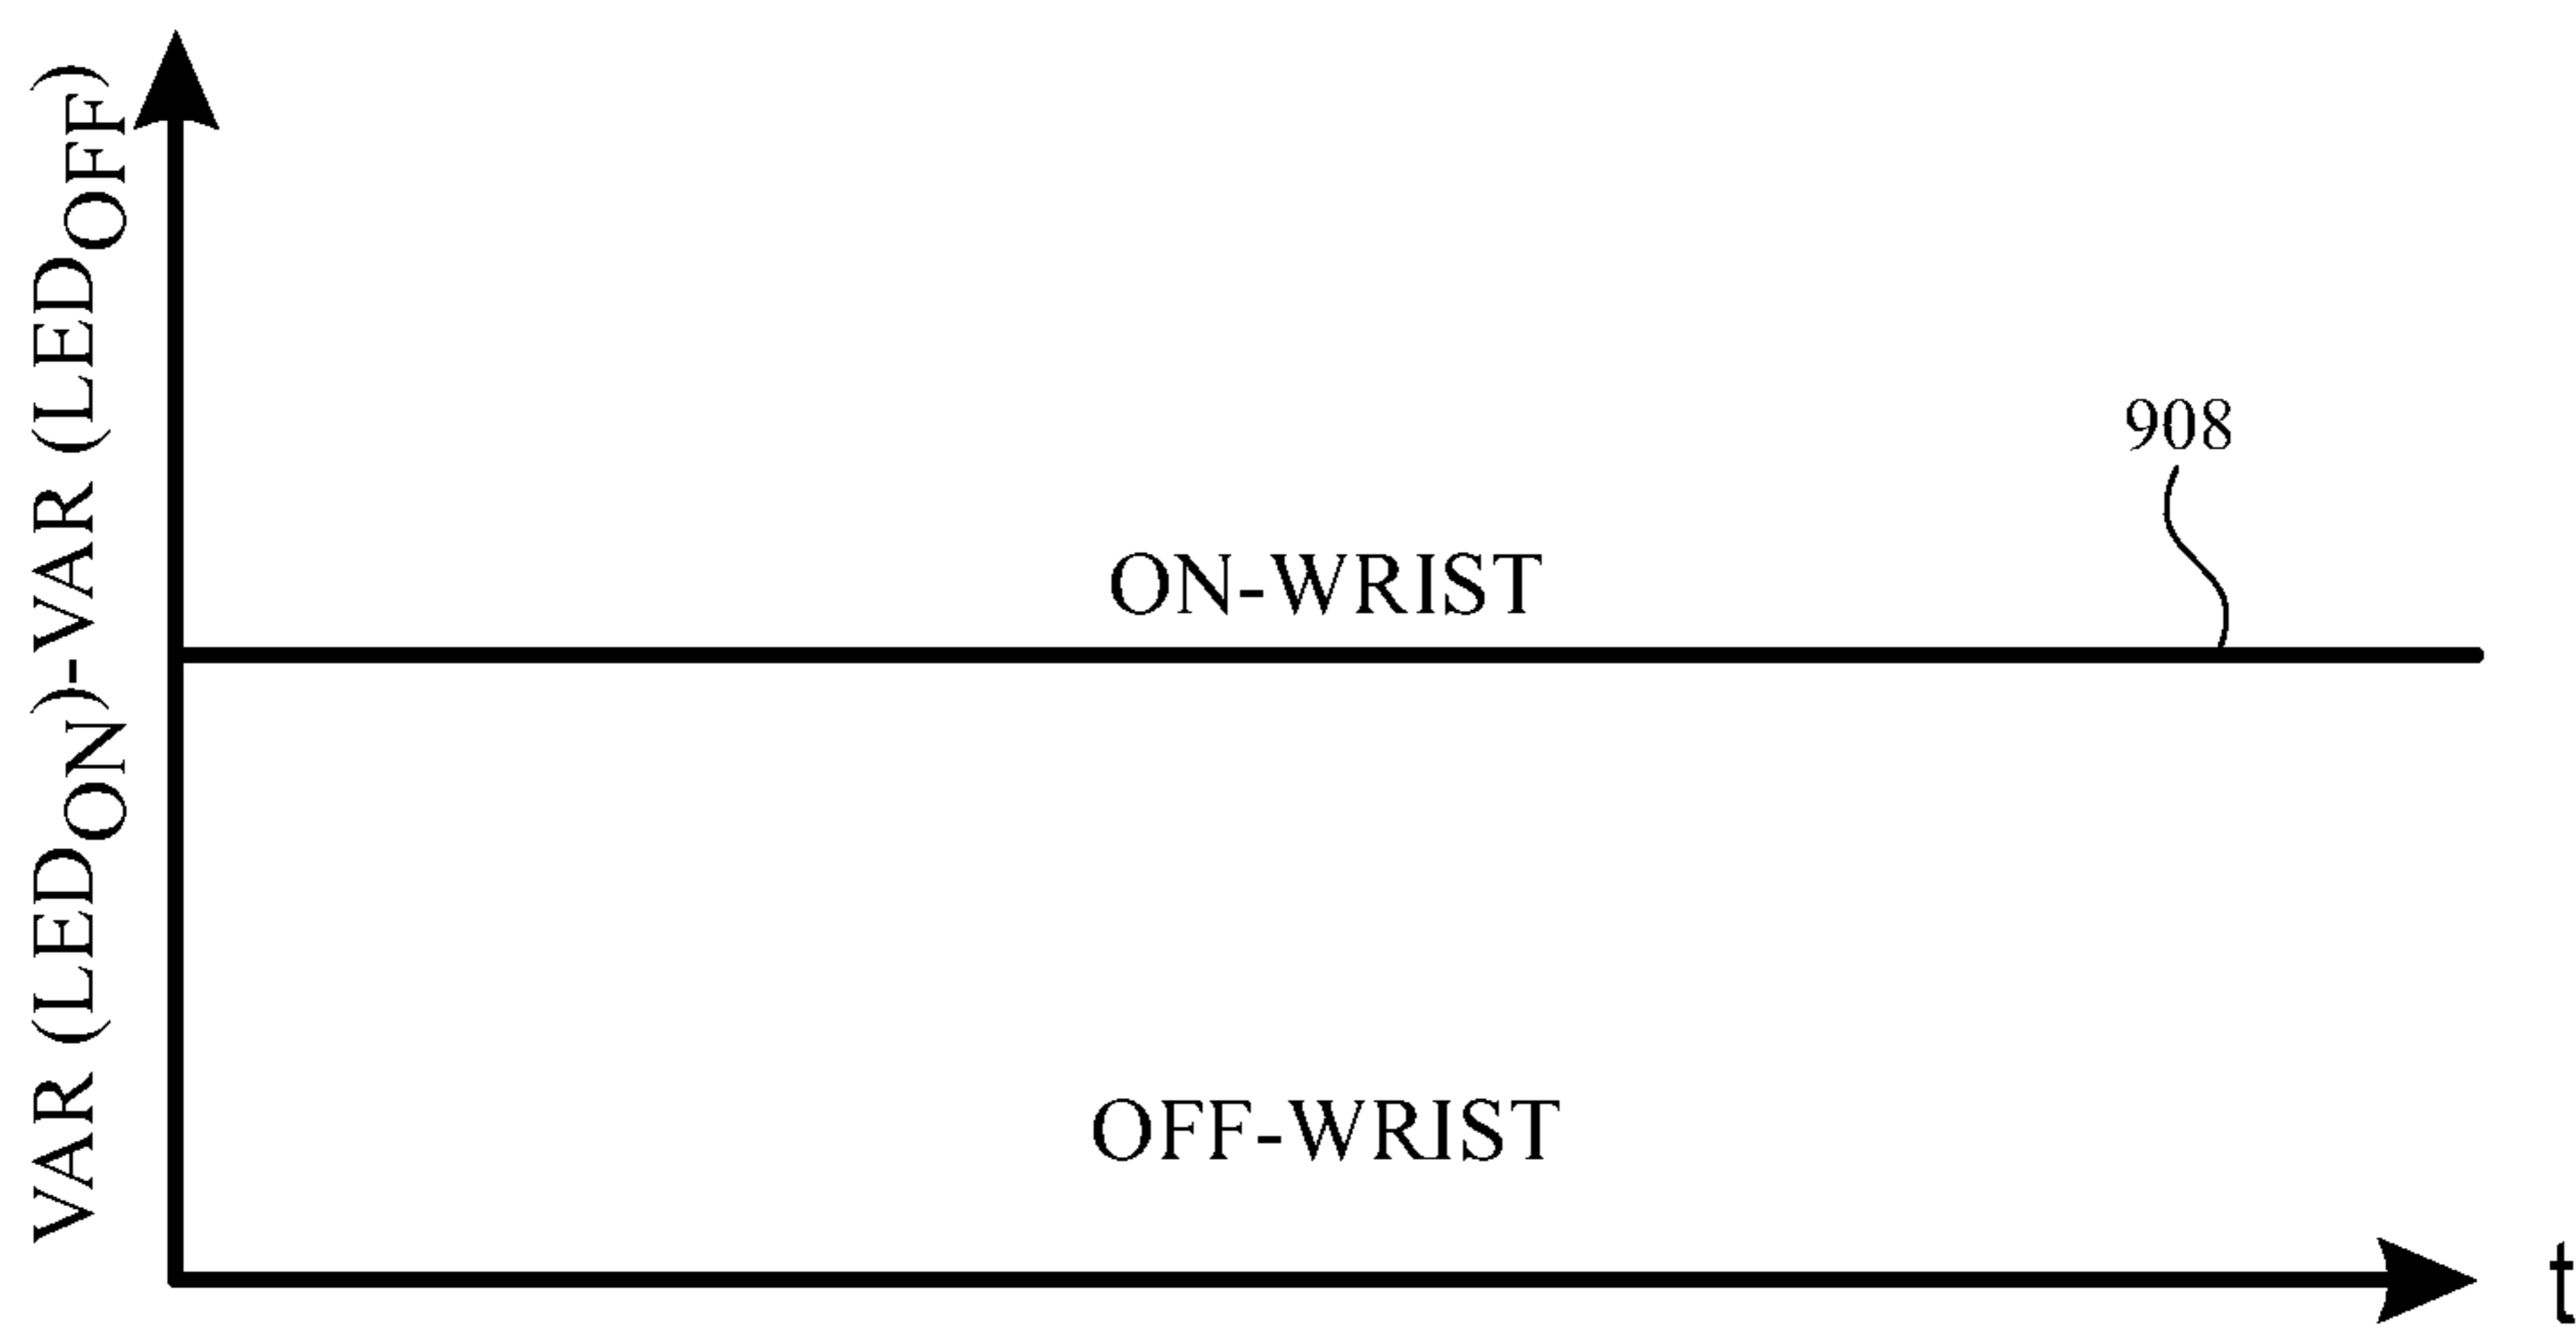 VAR (LEDON)-VAR (LEDOFF)
908
ON-WRIST
OFF-WRIST
t